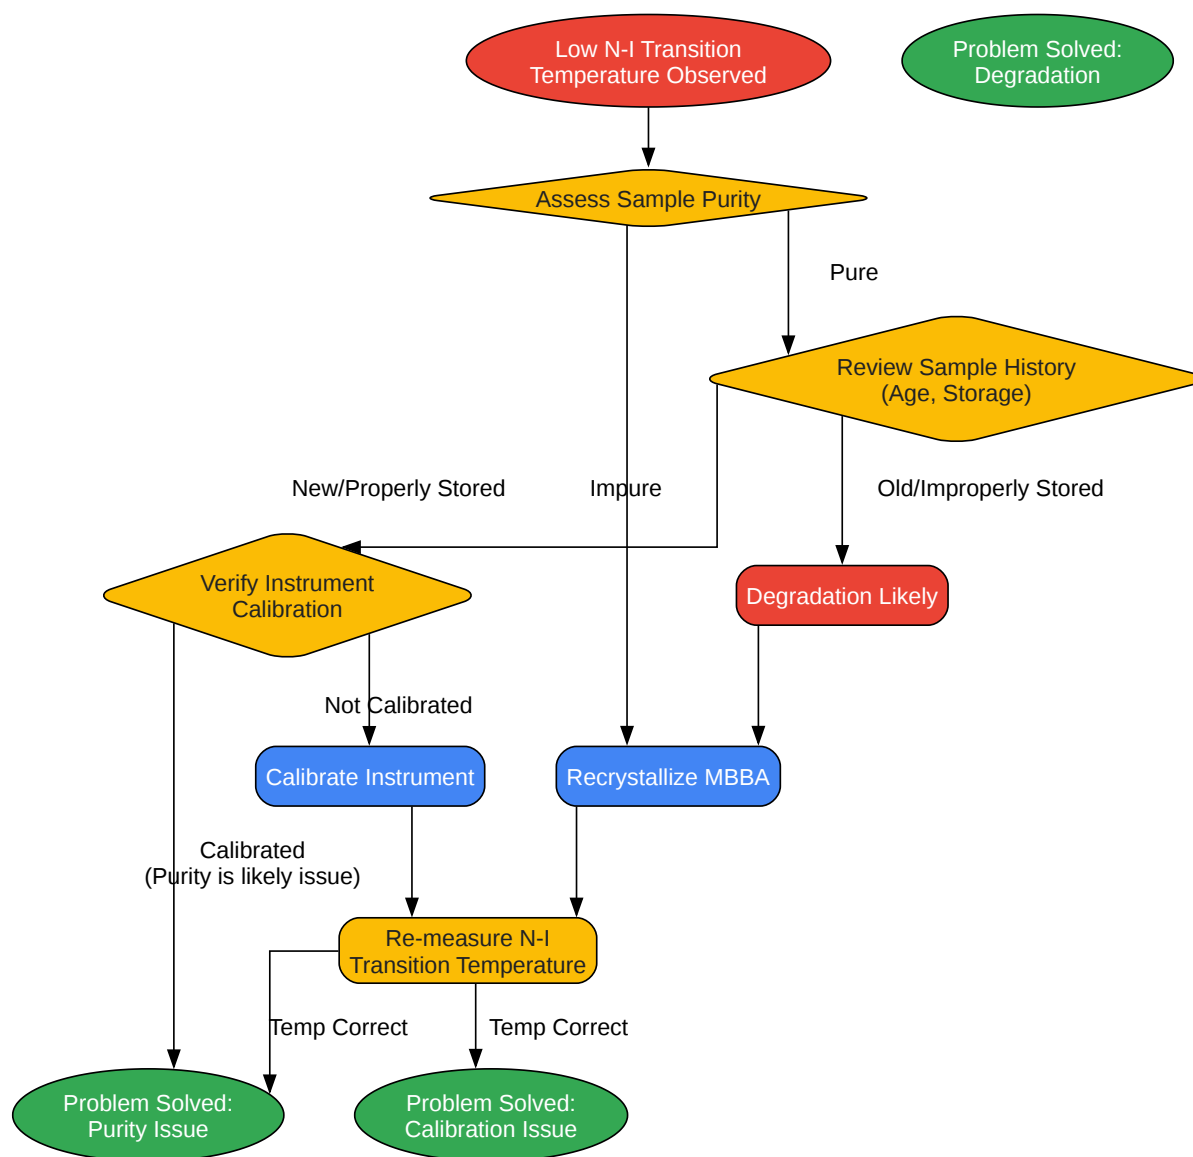 Low N-I Transition
Temperature Observed
Problem Solved:
Degradation
Assess Sample Purity
Pure
Review Sample History
(Age, Storage)
New/Properly Stored
Impure
Old/Improperly Stored
Verify Instrument
Calibration
Degradation Likely
Not Calibrated
Calibrate Instrument
Recrystallize MBBA
Calibrated
(Purity is likely issue)
Re-measure N-I
Transition Temperature
Temp Correct
Temp Correct
Problem Solved:
Purity Issue
Problem Solved:
Calibration Issue